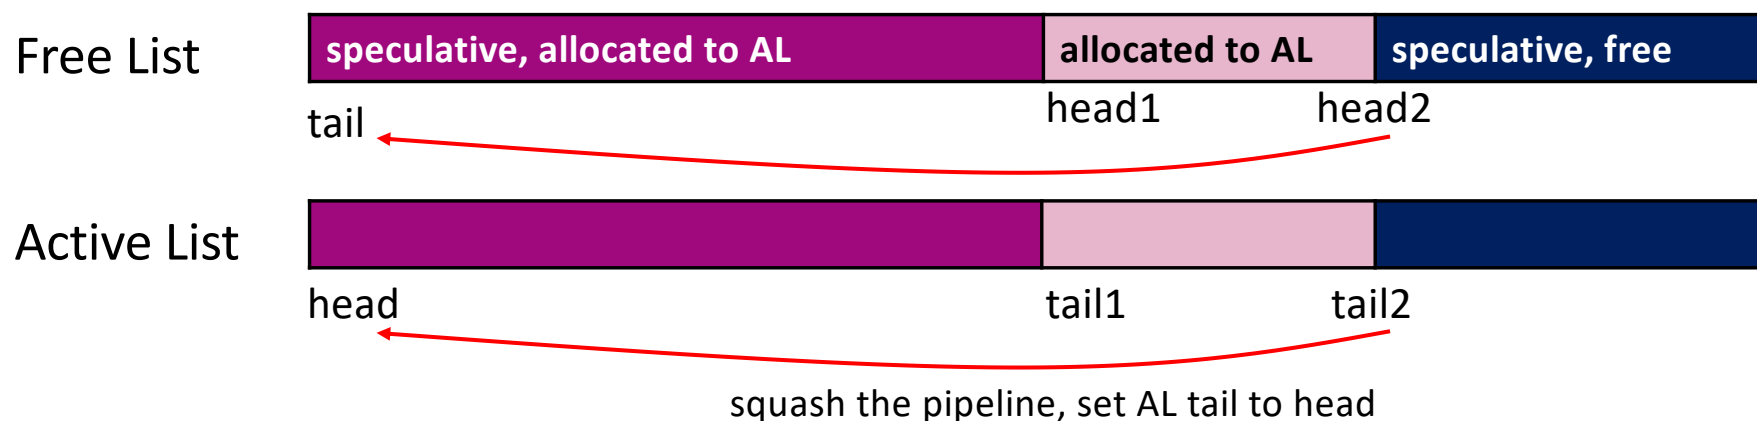 Free List
speculative, allocated to AL
allocated to AL
speculative, free
tail
head1
head2
Active List
head
tail1
tail2
squash the pipeline, set AL tail to head